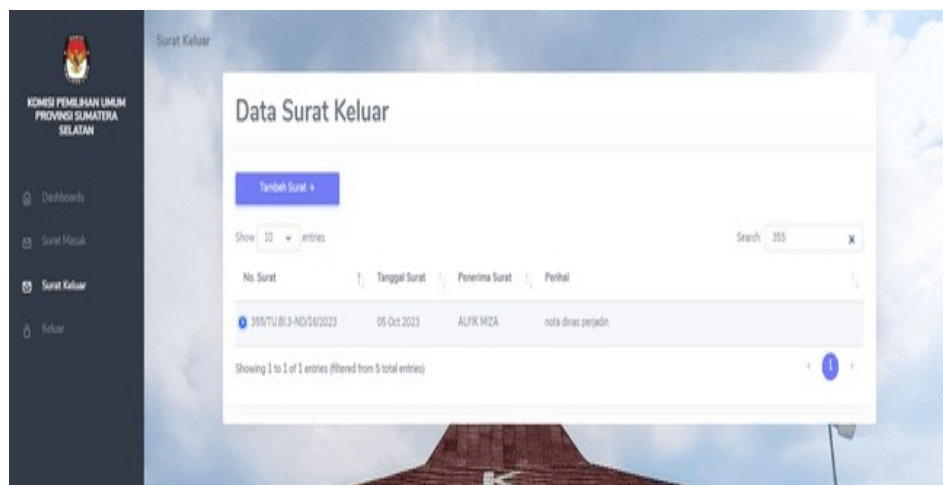 Surat Keluar
KOMISI PEMILIHAN UMUM
PROVINSI SUMATERA
SELATAN
Dashboards
Surat Masuk
Surat Keluar
Keluar
Data Surat Keluar
Tambah Surat +
Show 10 entries
Search: 355 x
No. Surat Tanggal Surat Penerima Surat Perihal
355/TU.BI.3-ND/16/2023 05 Oct 2023 ALFIK MIZA nota dinas perjadin
Showing 1 to 1 of 1 entries (filtered from 5 total entries)
1
K